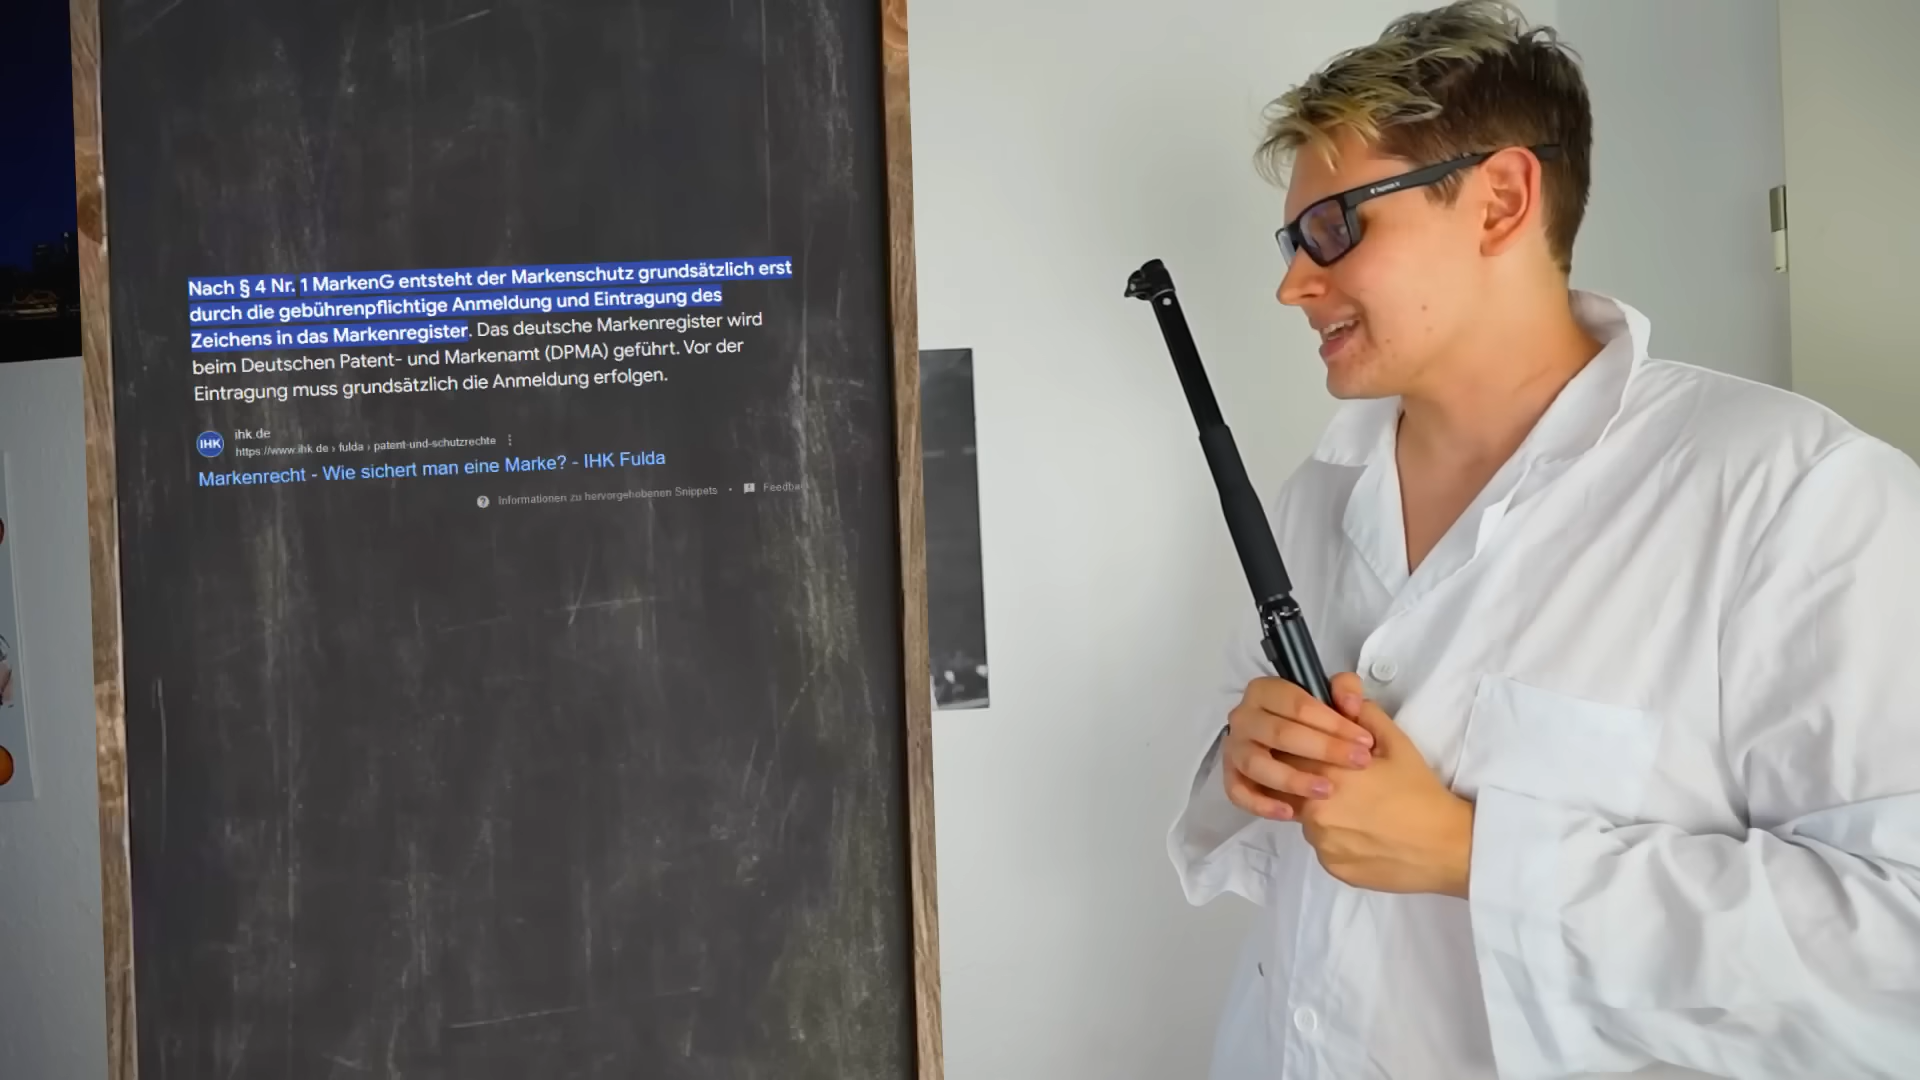 Nach § 4 Nr. 1 MarkenG entsteht der Markenschutz grundsätzlich erst
durch die gebührenpflichtige Anmeldung und Eintragung des
Zeichens in das Markenregister. Das deutsche Markenregister wird
beim Deutschen Patent- und Markenamt (DPMA) geführt. Vor der
Eintragung muss grundsätzlich die Anmeldung erfolgen.
IHK
ihk.de
https://www.ihk.de › fulda › patent-und-schutzrechte
Markenrecht - Wie sichert man eine Marke? - IHK Fulda
Informationen zu hervorgehobenen Snippets • Feedba